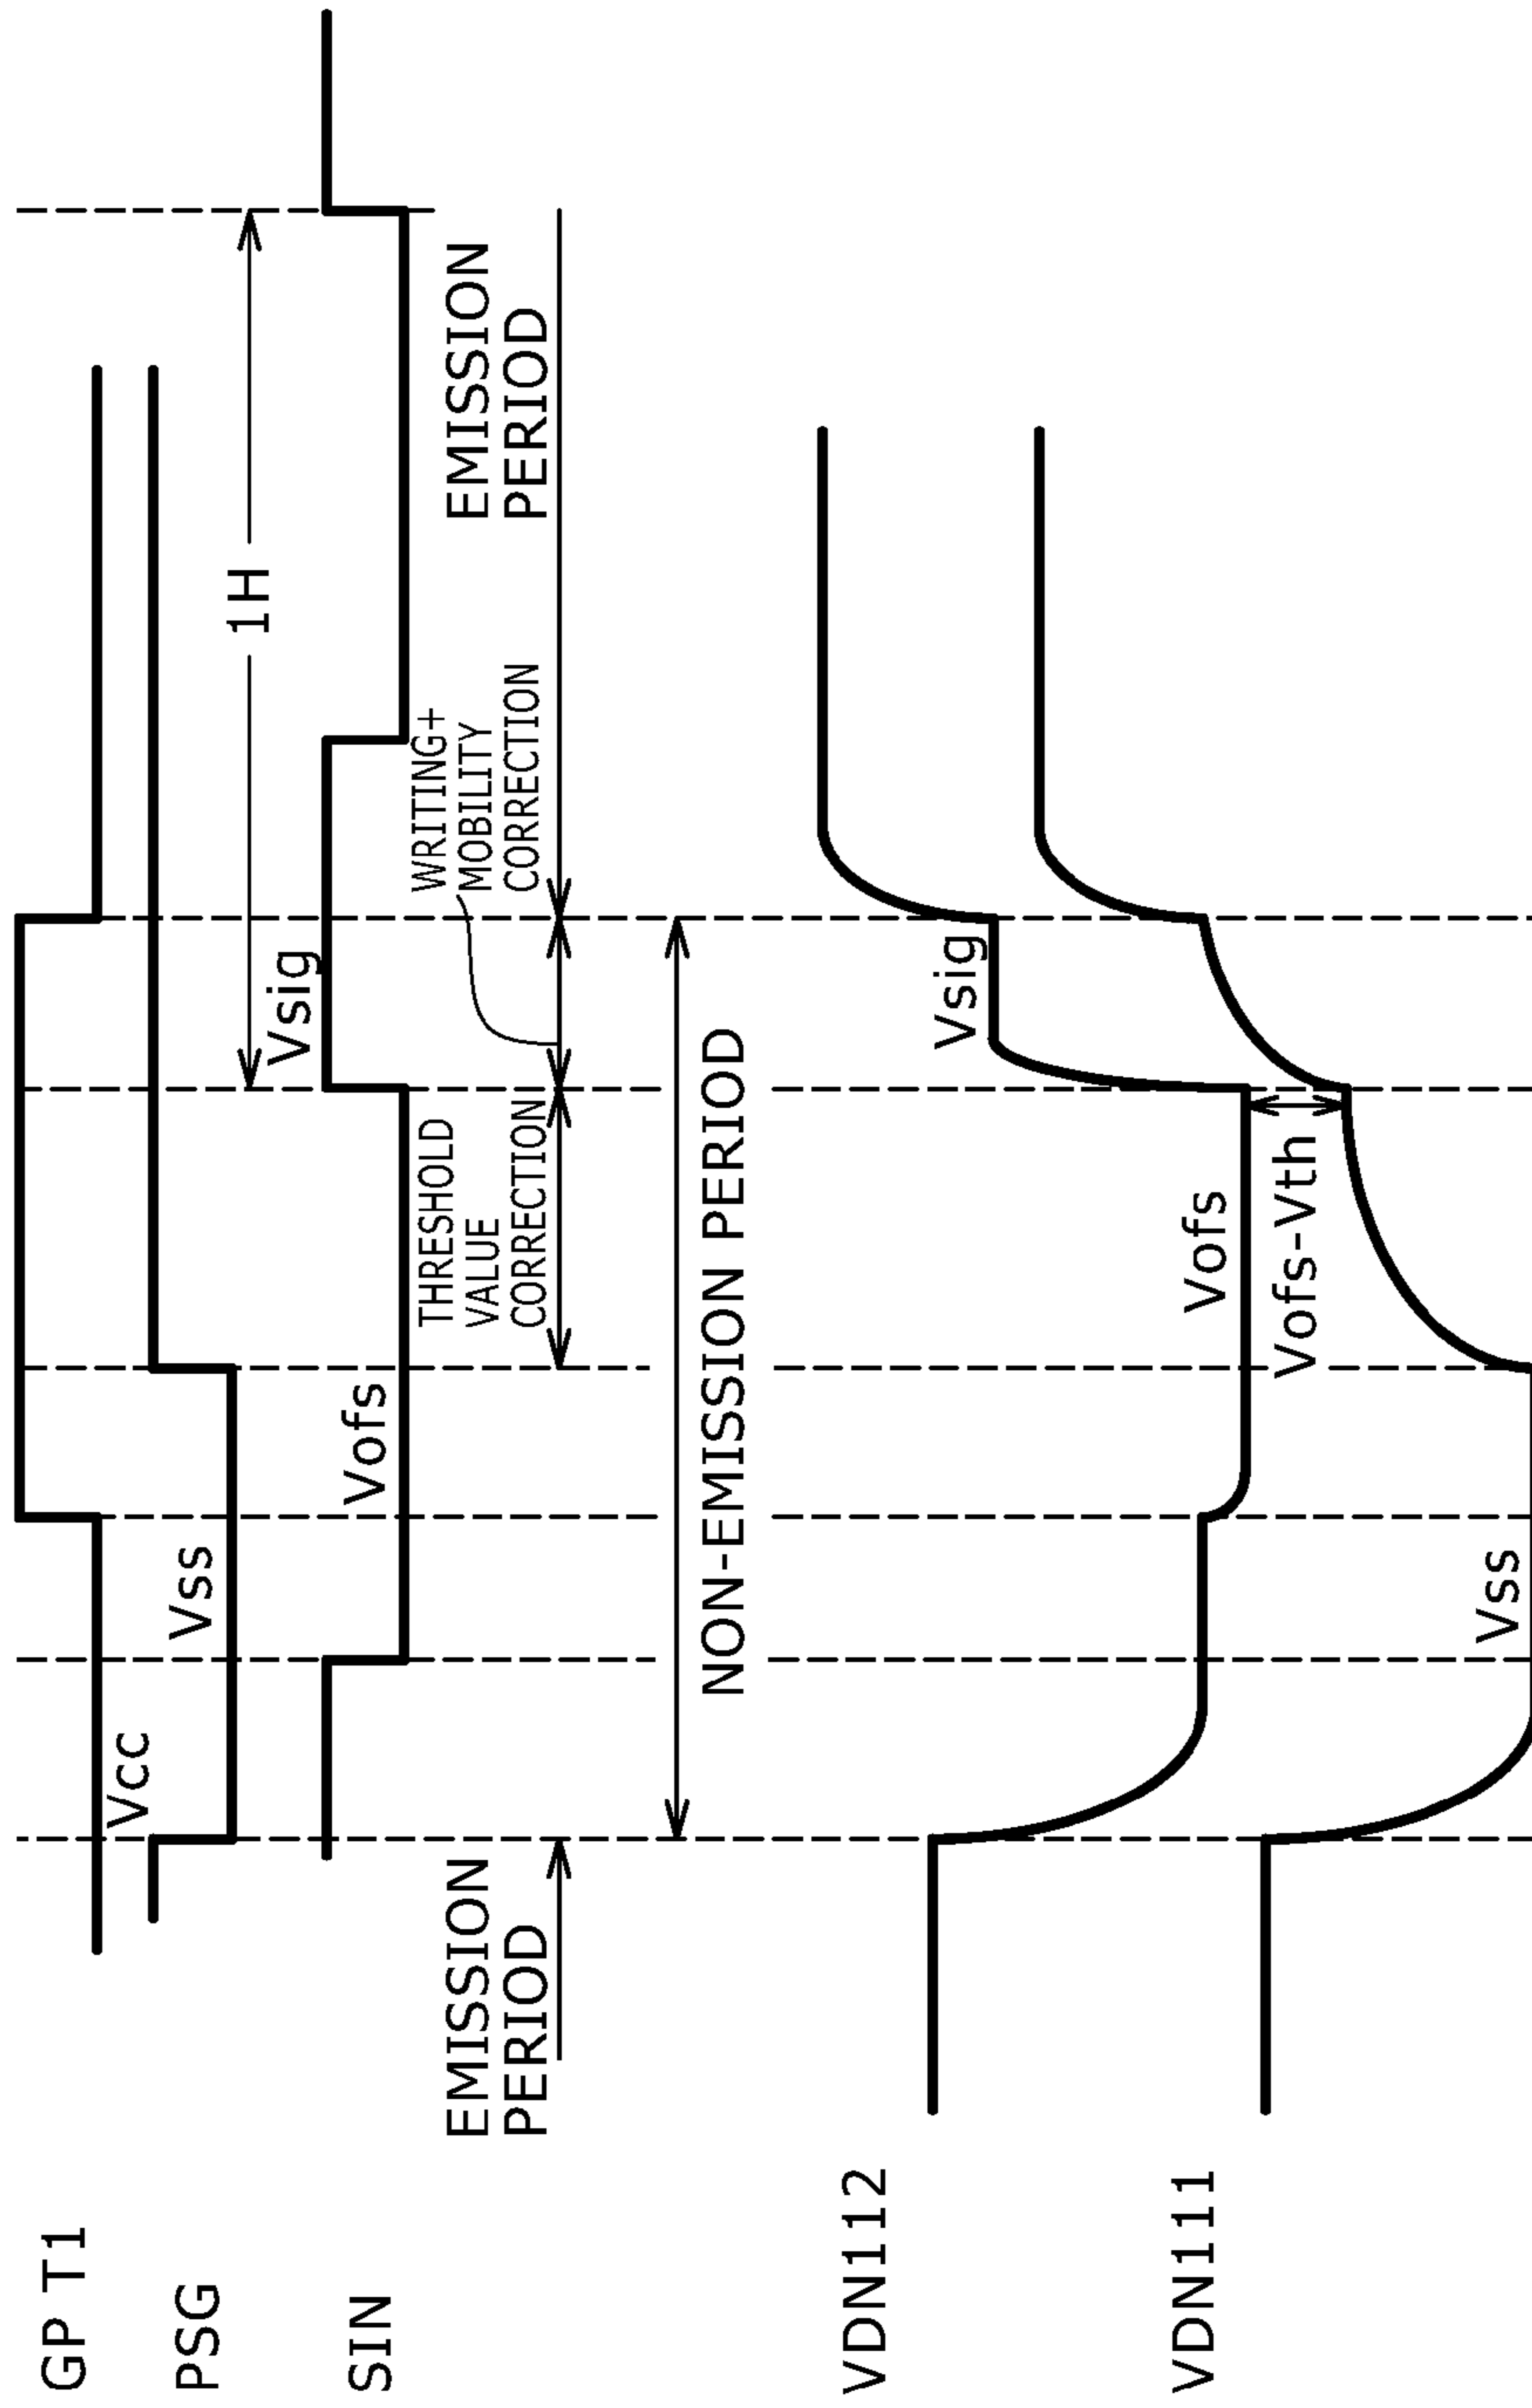 GP T1
PSG
Vcc
Vss
1H
SIN
Vofs
Vsig
EMISSION
PERIOD
THRESHOLD
VALUE
CORRECTION
WRITING+
MOBILITY
CORRECTION
EMISSION
PERIOD
NON-EMISSION PERIOD
VDN112
Vsig
Vofs
VDN111
Vofs-Vth
Vss